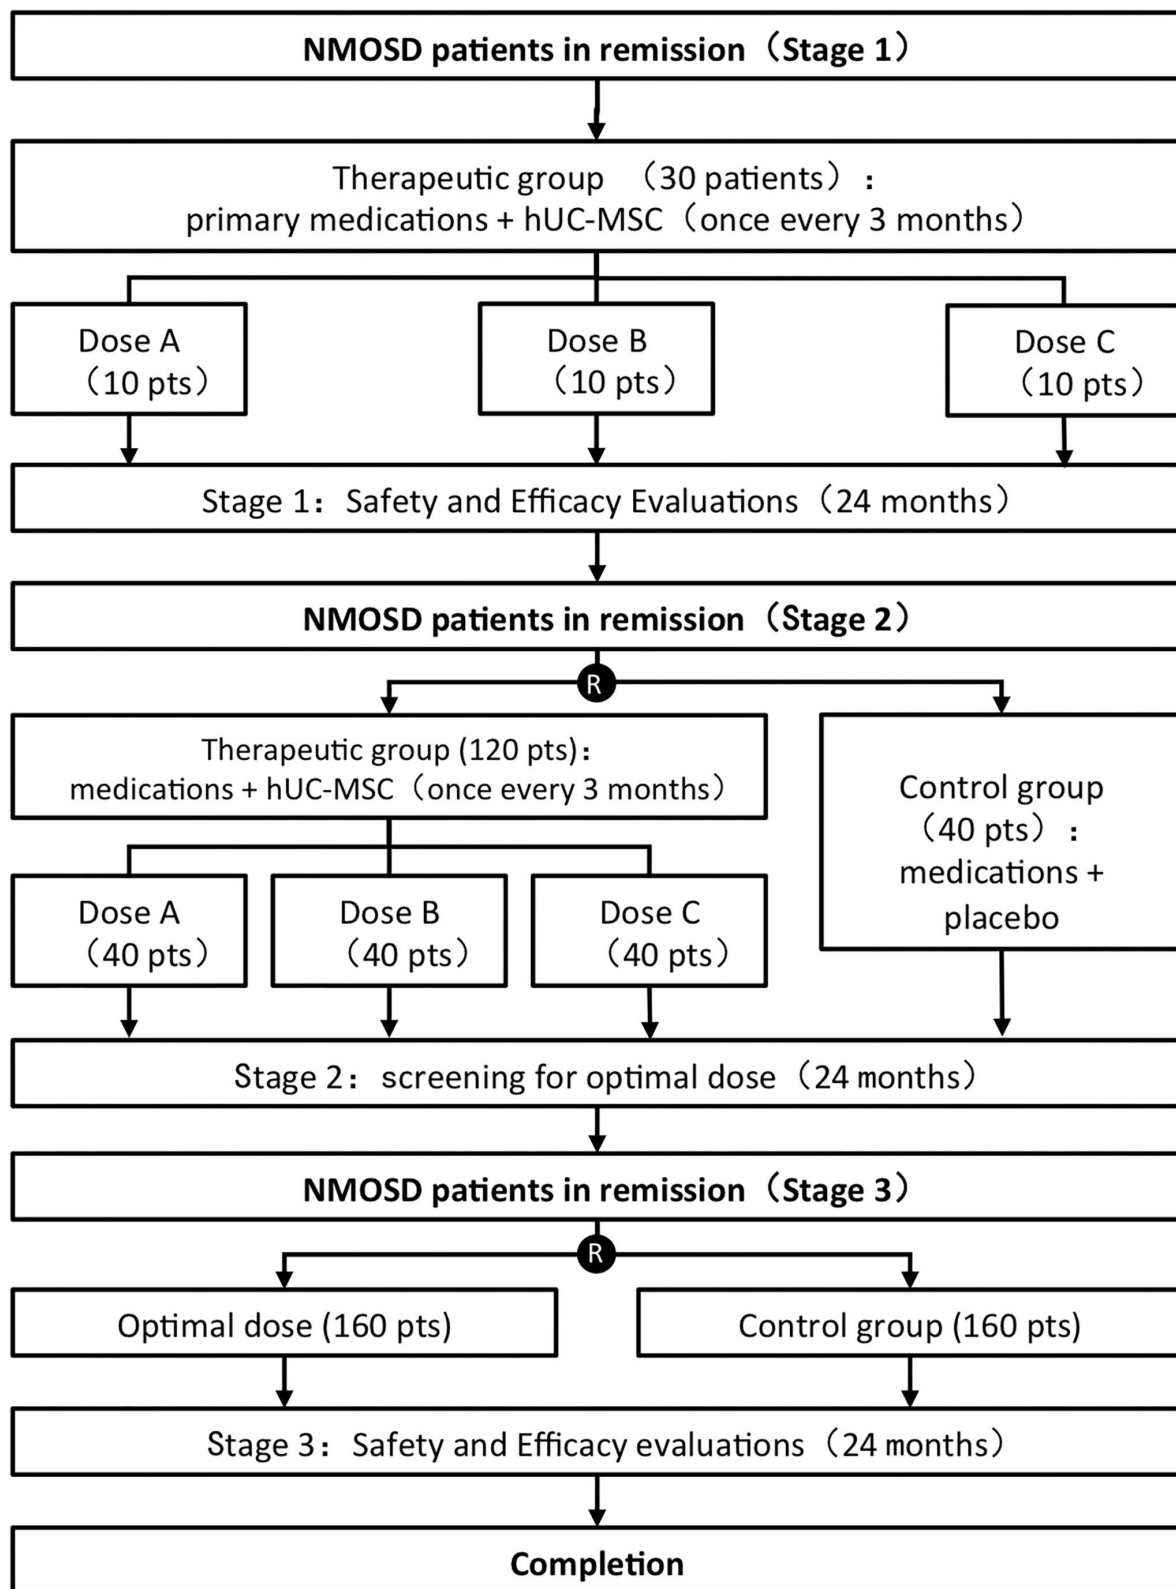 NMOSD patients in remission（Stage 1）
Therapeutic group （30 patients）：
primary medications + hUC-MSC（once every 3 months）
Dose A
（10 pts）
Dose B
（10 pts）
Dose C
（10 pts）
Stage 1：Safety and Efficacy Evaluations（24 months）
NMOSD patients in remission（Stage 2）
R
Therapeutic group (120 pts)：
medications + hUC-MSC（once every 3 months）
Control group
（40 pts）：
medications +
placebo
Dose A
（40 pts）
Dose B
（40 pts）
Dose C
（40 pts）
Stage 2：screening for optimal dose（24 months）
NMOSD patients in remission（Stage 3）
R
Optimal dose (160 pts)
Control group (160 pts)
Stage 3：Safety and Efficacy evaluations（24 months）
Completion